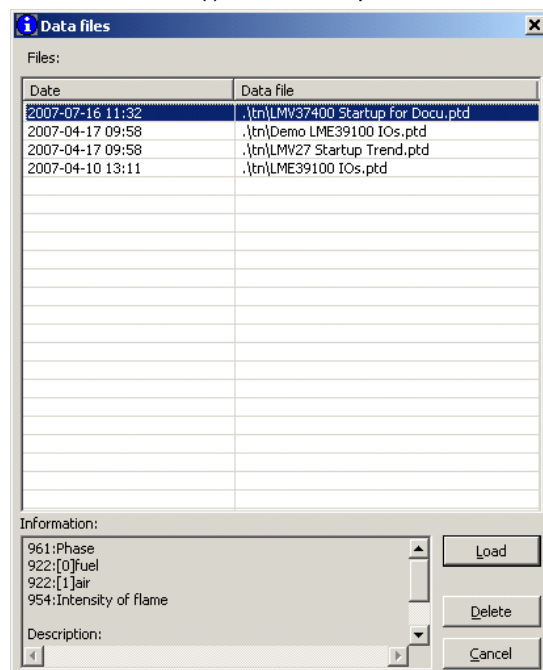 Data files
Files:
Date Data file
2007-07-16 11:32 .\tn\LMV37400 Startup for Docu.ptd
2007-04-17 09:58 .\tn\Demo LME39100 IOs.ptd
2007-04-17 09:58 .\tn\LMV27 Startup Trend.ptd
2007-04-10 13:11 .\tn\LME39100 IOs.ptd
Information:
961:Phase
922:[0]fuel
922:[1]air
954:Intensity of flame
Description:
Load
Delete
Cancel